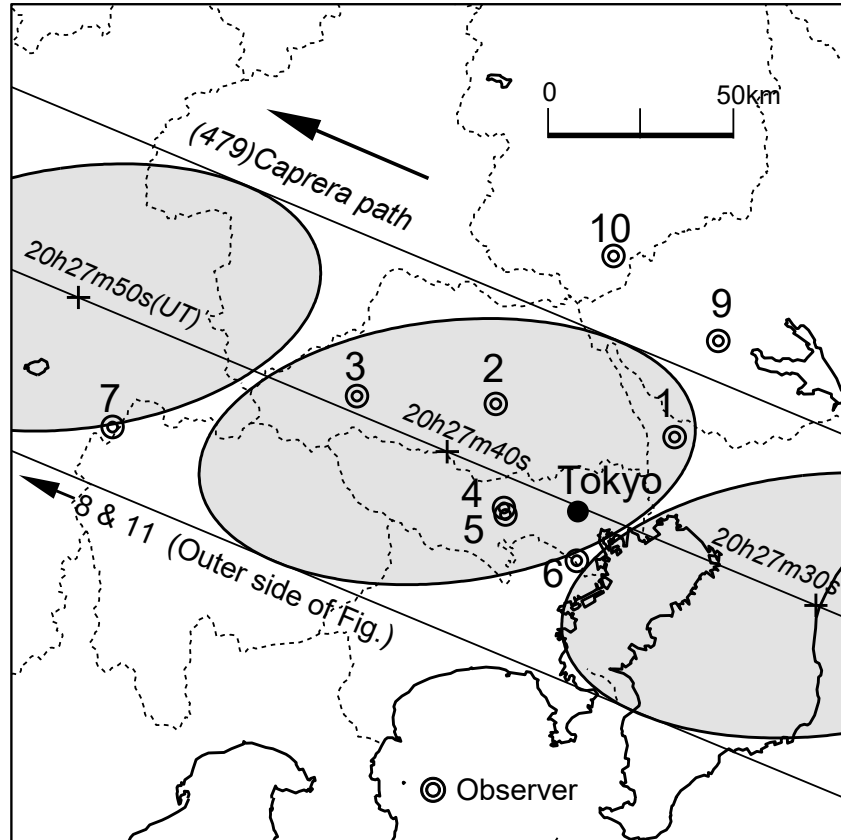 0 50km
(479)Caprera path
10
20h27m50s(UT)
9
3
2
7
1
20h27m40s
Tokyo
4
5
8 & 11 (Outer side of Fig.)
6
20h27m30s
Observer